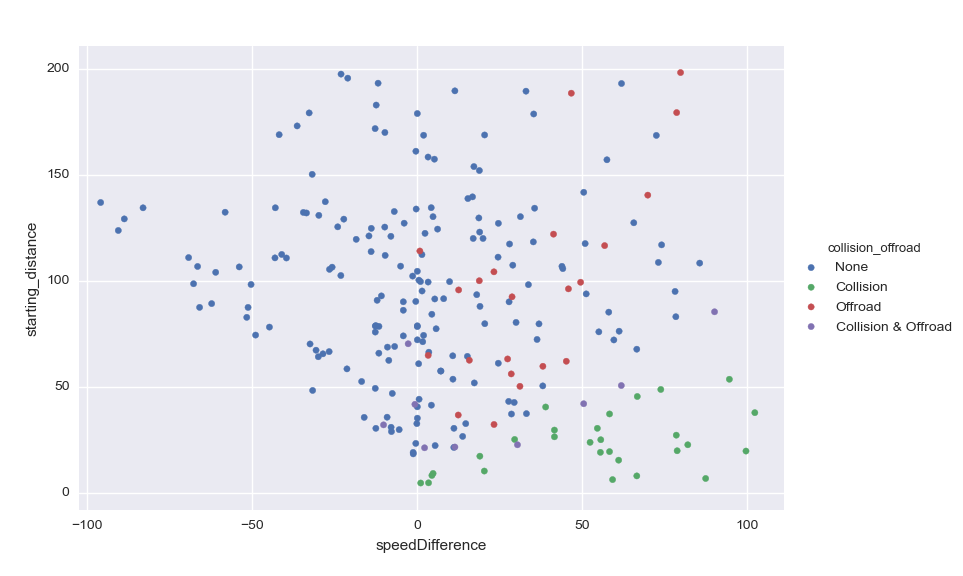 200
150
100
50
0
−100
−50
0
50
100
starting_distance
speedDifference
collision_offroad
None
Collision
Offroad
Collision & Offroad